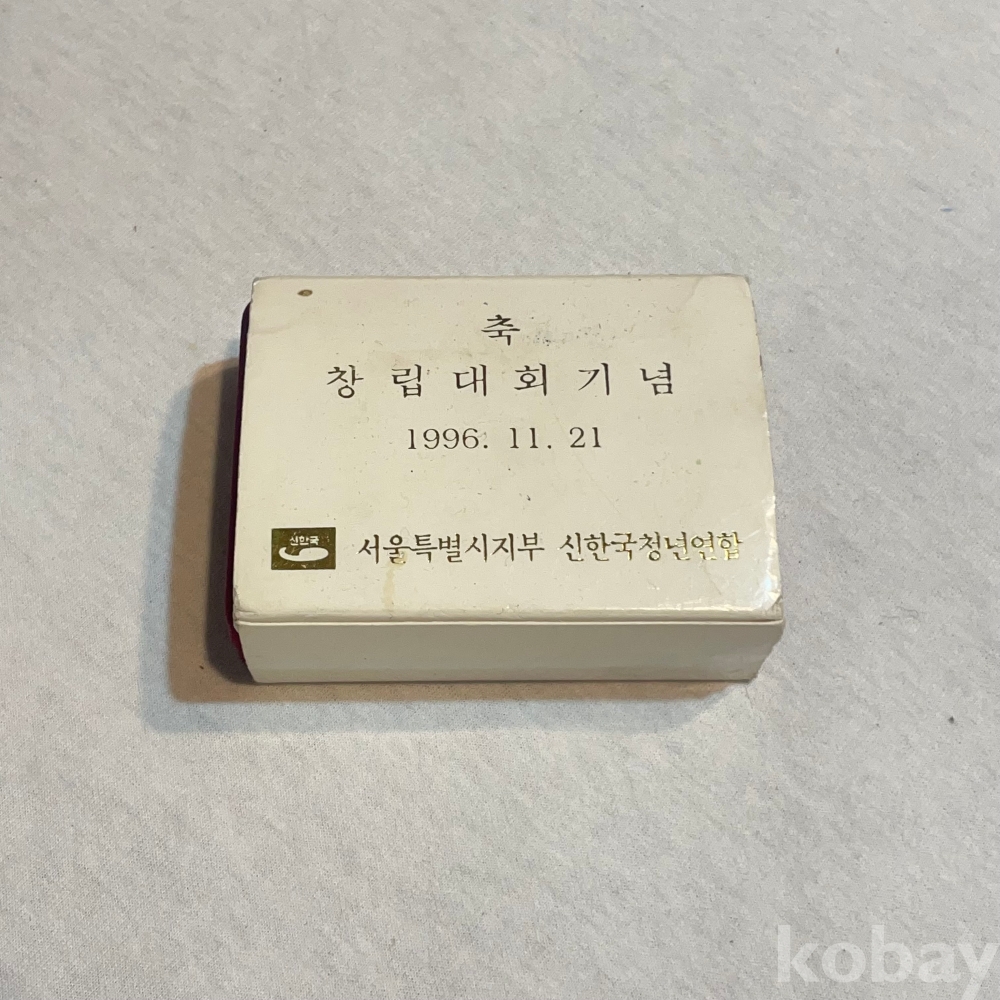 축
창립대회기념
1996. 11. 21
신한국
서울특별시지부 신한국청년연합
kobay